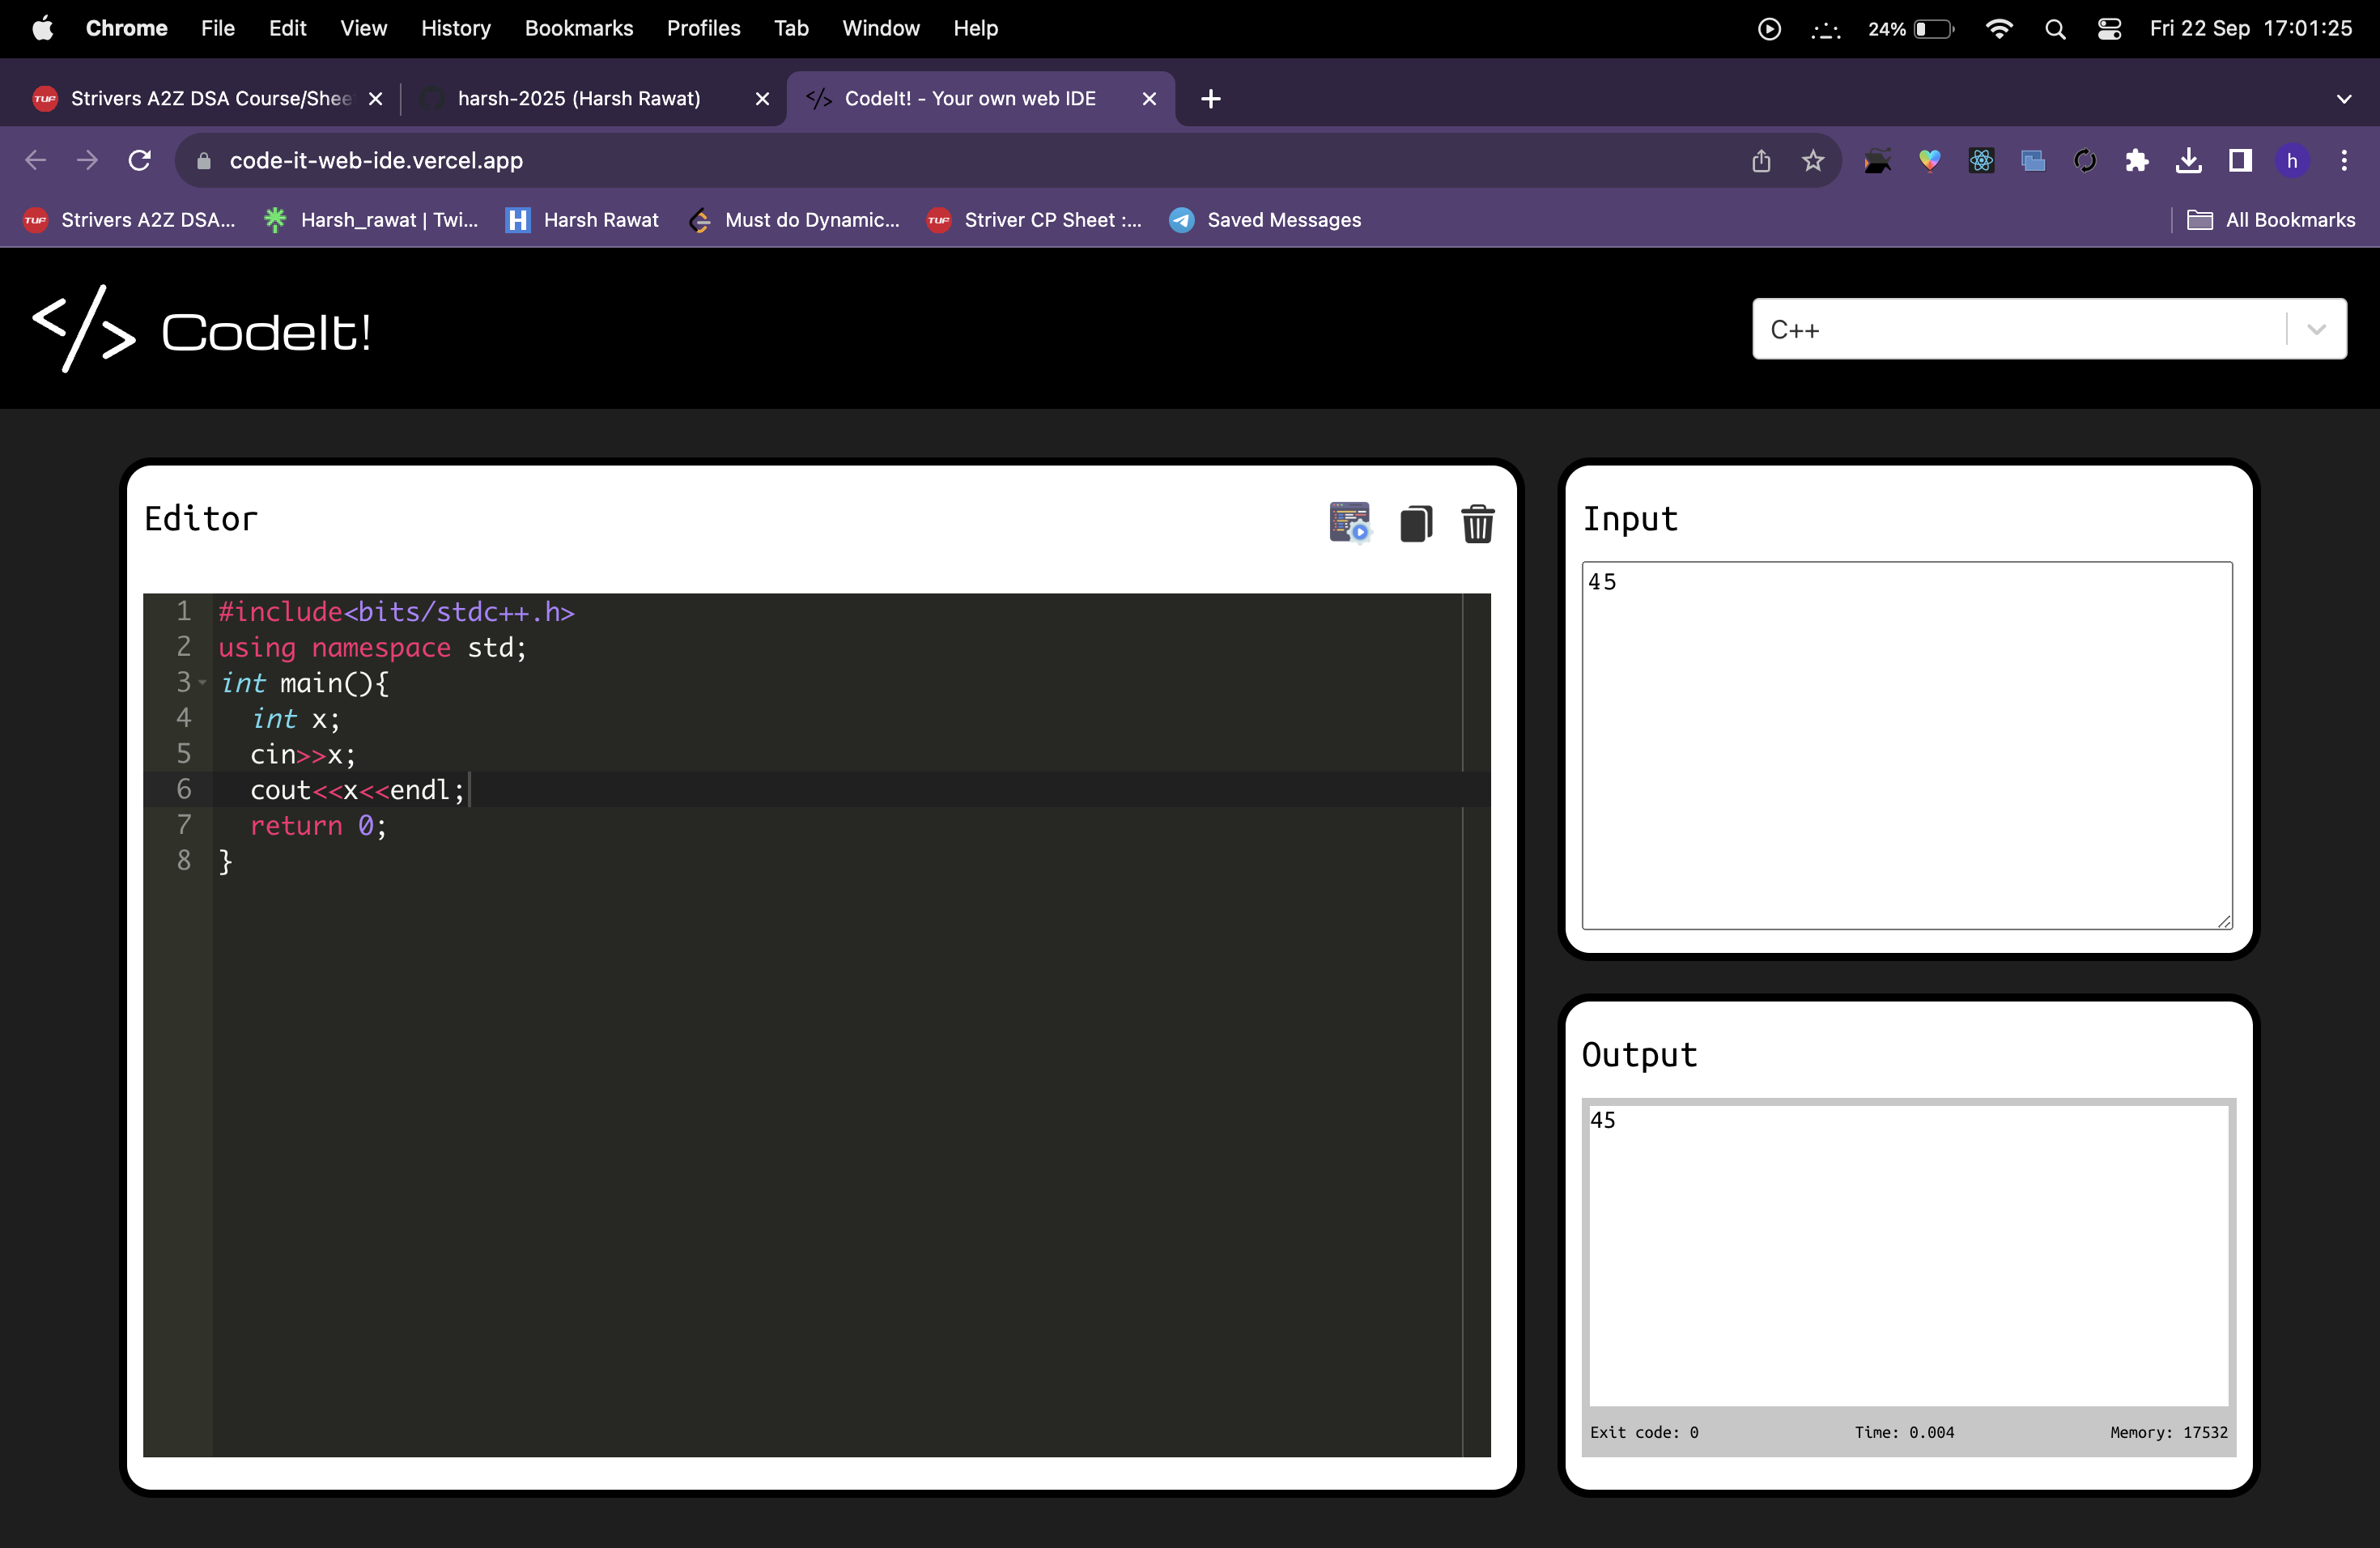 Chrome File Edit View History Bookmarks Profiles Tab Window Help 24% Fri 22 Sep 17:01:25
TUF Strivers A2Z DSA Course/Shee harsh-2025 (Harsh Rawat) </> CodeIt! - Your own web IDE
code-it-web-ide.vercel.app h
TUF Strivers A2Z DSA... Harsh_rawat | Twi... H Harsh Rawat Must do Dynamic... TUF Striver CP Sheet :... Saved Messages All Bookmarks
</> CodeIt!
C++
Editor
1 #include<bits/stdc++.h>
2 using namespace std;
3 int main(){
4 int x;
5 cin>>x;
6 cout<<x<<endl;
7 return 0;
8 }
Input
45
Output
45
Exit code: 0 Time: 0.004 Memory: 17532